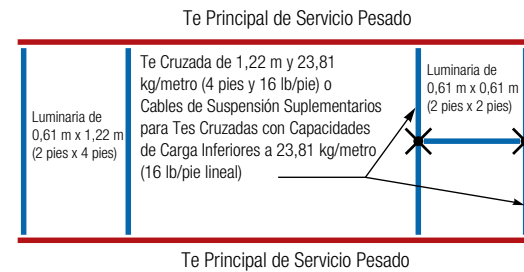 Te Principal de Servicio Pesado
Te Cruzada de 1,22 m y 23,81
kg/metro (4 pies y 16 lb/pie) o
Cables de Suspensión Suplementarios
para Tes Cruzadas con Capacidades
de Carga Inferiores a 23,81 kg/metro
(16 lb/pie lineal)
Luminaria de
0,61 m x 0,61 m
(2 pies x 2 pies)
Luminaria de
0,61 m x 1,22 m
(2 pies x 4 pies)
Te Principal de Servicio Pesado